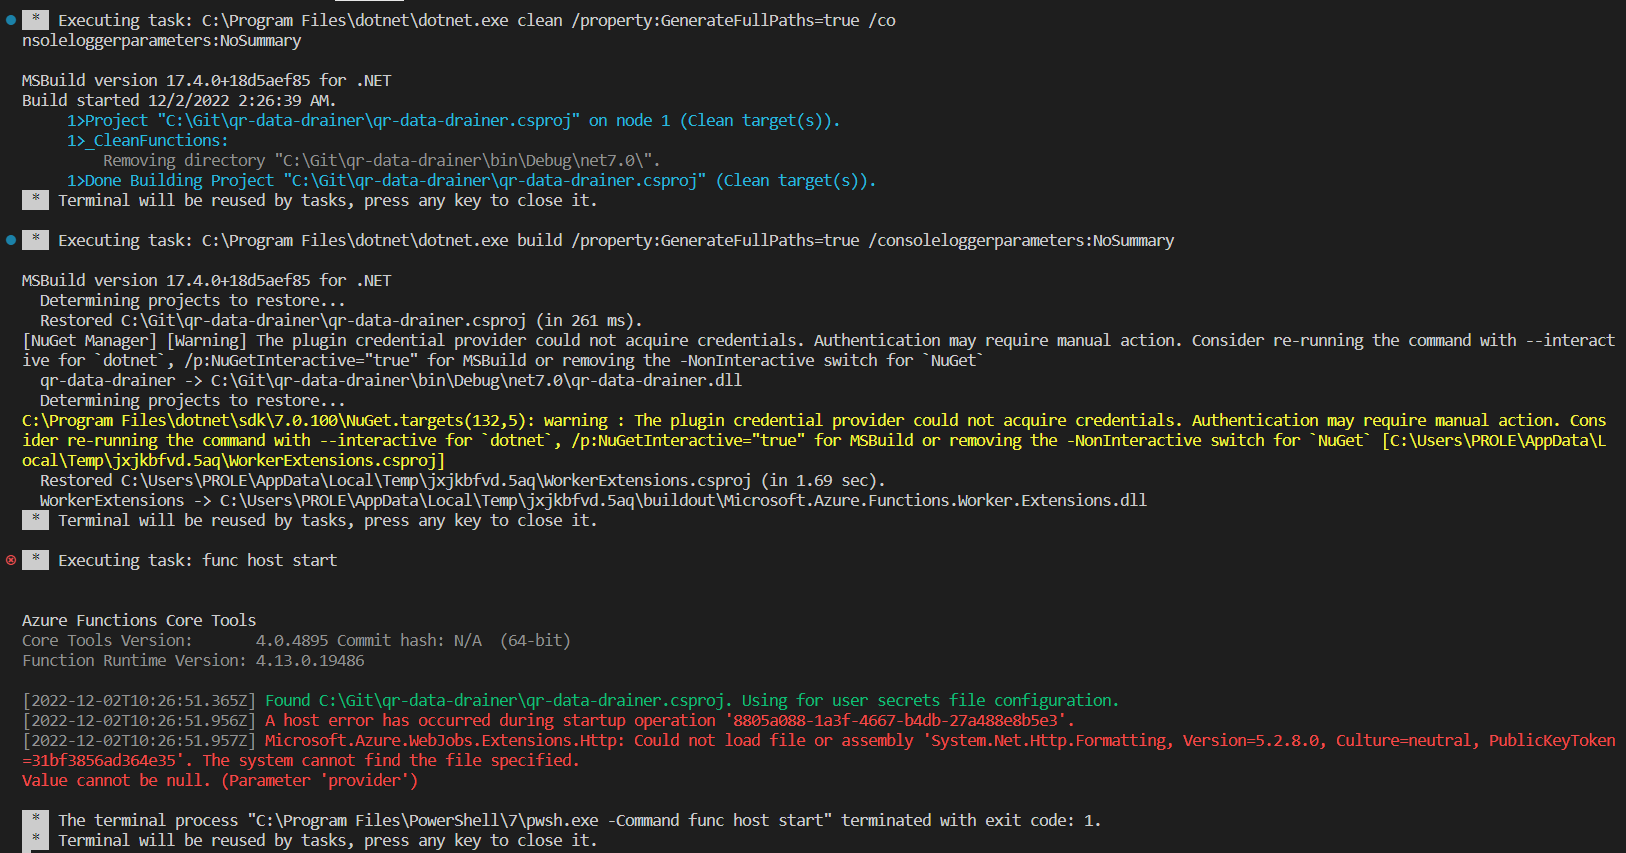 * Executing task: C:\Program Files\dotnet\dotnet.exe clean /property:GenerateFullPaths=true /co
nsoleloggerparameters:NoSummary
MSBuild version 17.4.0+18d5aef85 for .NET
Build started 12/2/2022 2:26:39 AM.
1>Project "C:\Git\qr-data-drainer\qr-data-drainer.csproj" on node 1 (Clean target(s)).
1>_CleanFunctions:
Removing directory "C:\Git\qr-data-drainer\bin\Debug\net7.0\".
1>Done Building Project "C:\Git\qr-data-drainer\qr-data-drainer.csproj" (Clean target(s)).
* Terminal will be reused by tasks, press any key to close it.
* Executing task: C:\Program Files\dotnet\dotnet.exe build /property:GenerateFullPaths=true /consoleloggerparameters:NoSummary
MSBuild version 17.4.0+18d5aef85 for .NET
Determining projects to restore...
Restored C:\Git\qr-data-drainer\qr-data-drainer.csproj (in 261 ms).
[NuGet Manager] [Warning] The plugin credential provider could not acquire credentials. Authentication may require manual action. Consider re-running the command with --interact
ive for `dotnet`, /p:NuGetInteractive="true" for MSBuild or removing the -NonInteractive switch for `NuGet`
qr-data-drainer -> C:\Git\qr-data-drainer\bin\Debug\net7.0\qr-data-drainer.dll
Determining projects to restore...
C:\Program Files\dotnet\sdk\7.0.100\NuGet.targets(132,5): warning : The plugin credential provider could not acquire credentials. Authentication may require manual action. Cons
ider re-running the command with --interactive for `dotnet`, /p:NuGetInteractive="true" for MSBuild or removing the -NonInteractive switch for `NuGet` [C:\Users\PROLE\AppData\L
ocal\Temp\jxjkbfvd.5aq\WorkerExtensions.csproj]
Restored C:\Users\PROLE\AppData\Local\Temp\jxjkbfvd.5aq\WorkerExtensions.csproj (in 1.69 sec).
WorkerExtensions -> C:\Users\PROLE\AppData\Local\Temp\jxjkbfvd.5aq\buildout\Microsoft.Azure.Functions.Worker.Extensions.dll
* Terminal will be reused by tasks, press any key to close it.
* Executing task: func host start
Azure Functions Core Tools
Core Tools Version: 4.0.4895 Commit hash: N/A (64-bit)
Function Runtime Version: 4.13.0.19486
[2022-12-02T10:26:51.365Z] Found C:\Git\qr-data-drainer\qr-data-drainer.csproj. Using for user secrets file configuration.
[2022-12-02T10:26:51.956Z] A host error has occurred during startup operation '8805a088-1a3f-4667-b4db-27a488e8b5e3'.
[2022-12-02T10:26:51.957Z] Microsoft.Azure.WebJobs.Extensions.Http: Could not load file or assembly 'System.Net.Http.Formatting, Version=5.2.8.0, Culture=neutral, PublicKeyToken
=31bf3856ad364e35'. The system cannot find the file specified.
Value cannot be null. (Parameter 'provider')
* The terminal process "C:\Program Files\PowerShell\7\pwsh.exe -Command func host start" terminated with exit code: 1.
* Terminal will be reused by tasks, press any key to close it.